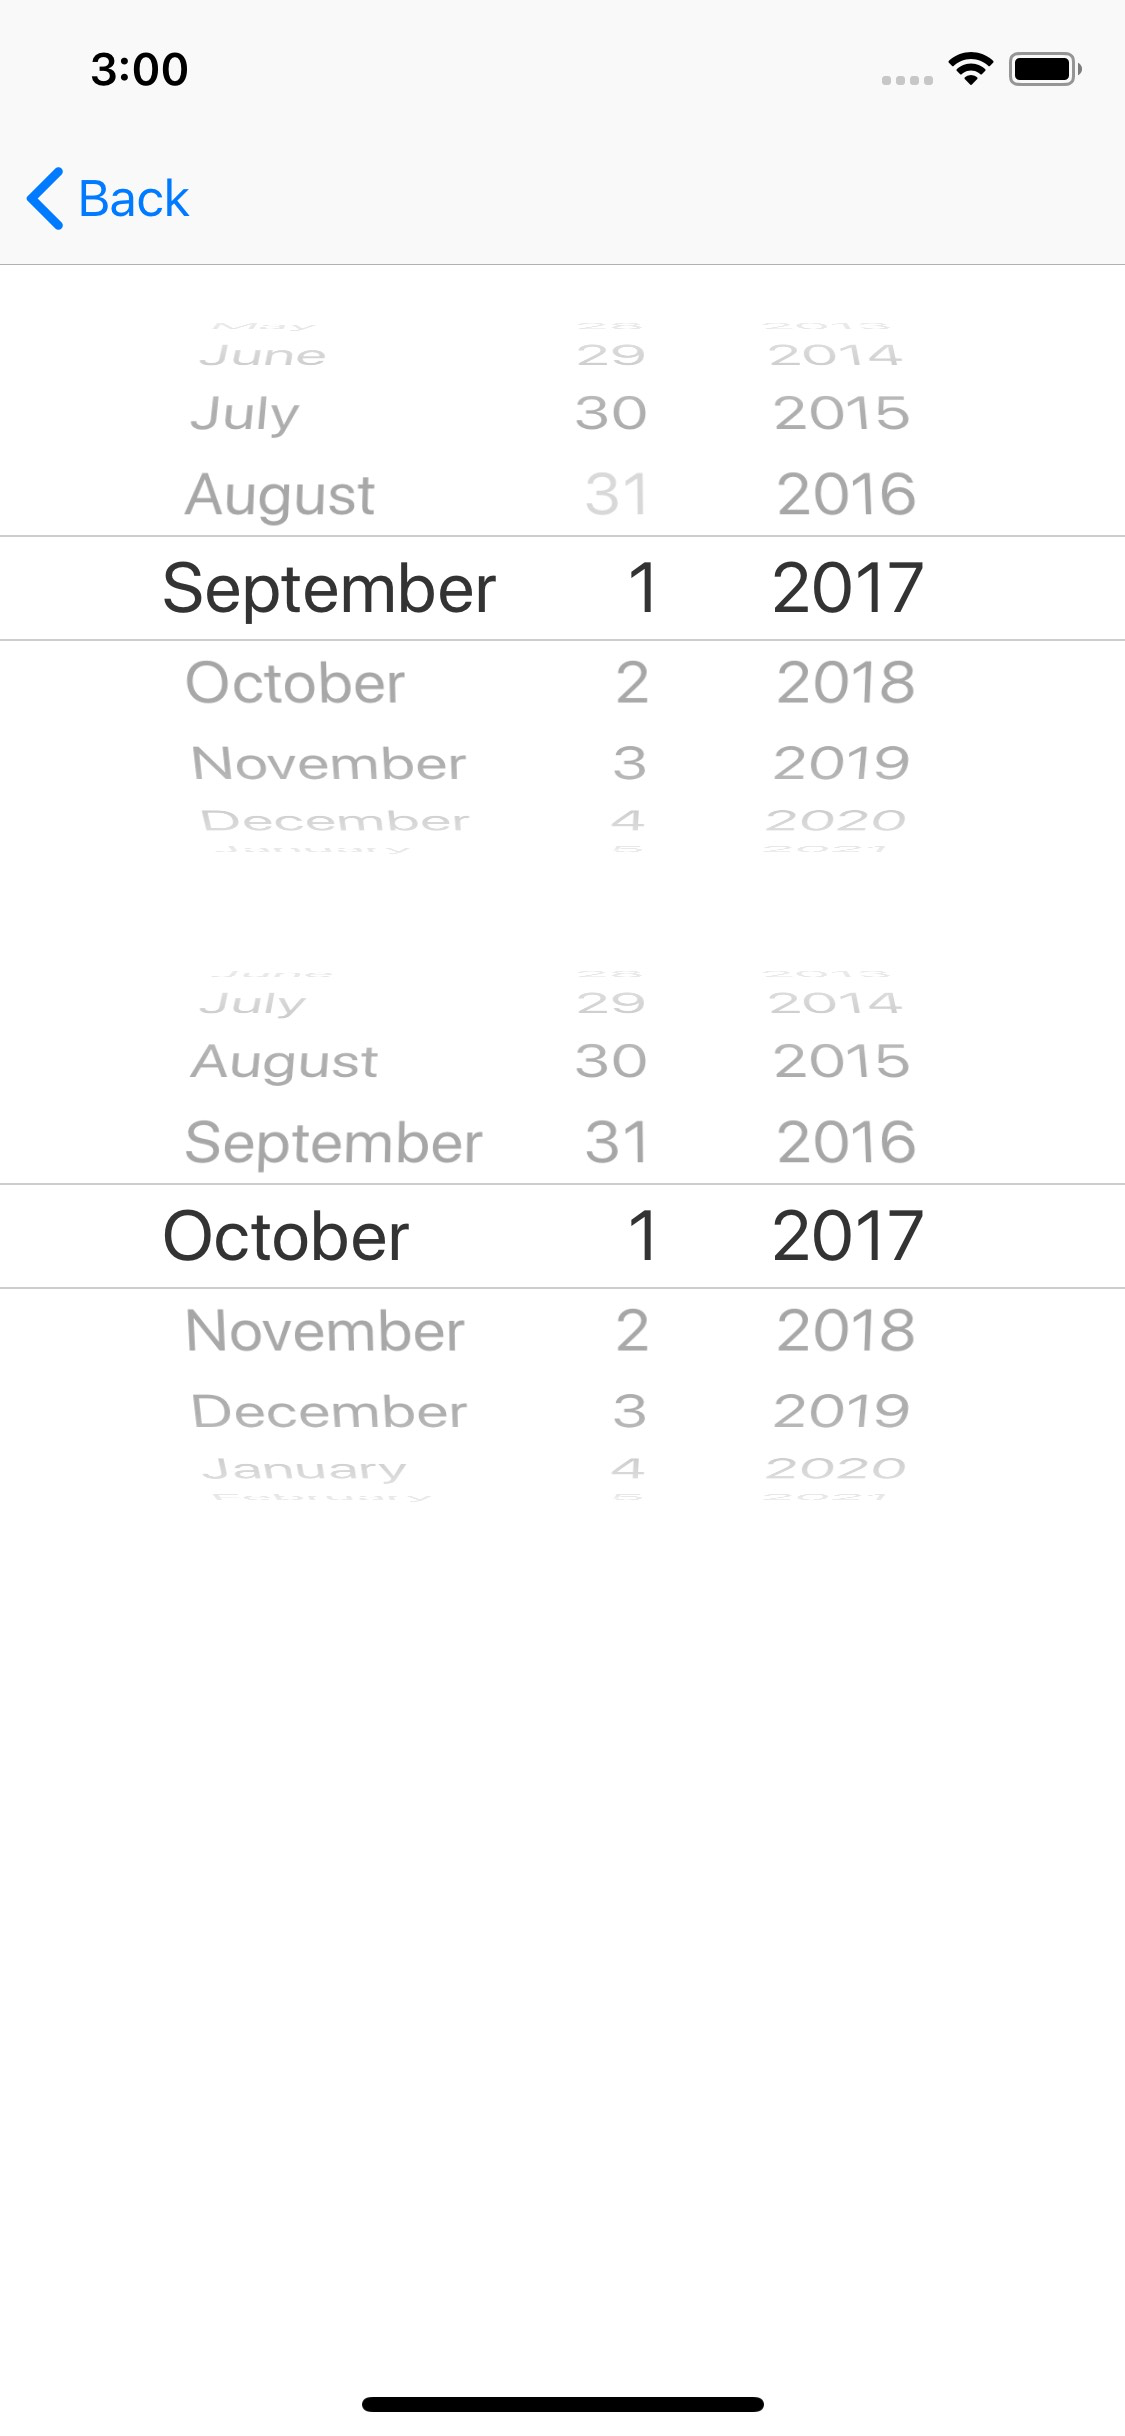 3:00
Back
May 28 2013
June 29 2014
July 30 2015
August 31 2016
September 1 2017
October 2 2018
November 3 2019
December 4 2020
January 5 2021
June 28 2013
July 29 2014
August 30 2015
September 31 2016
October 1 2017
November 2 2018
December 3 2019
January 4 2020
February 5 2021